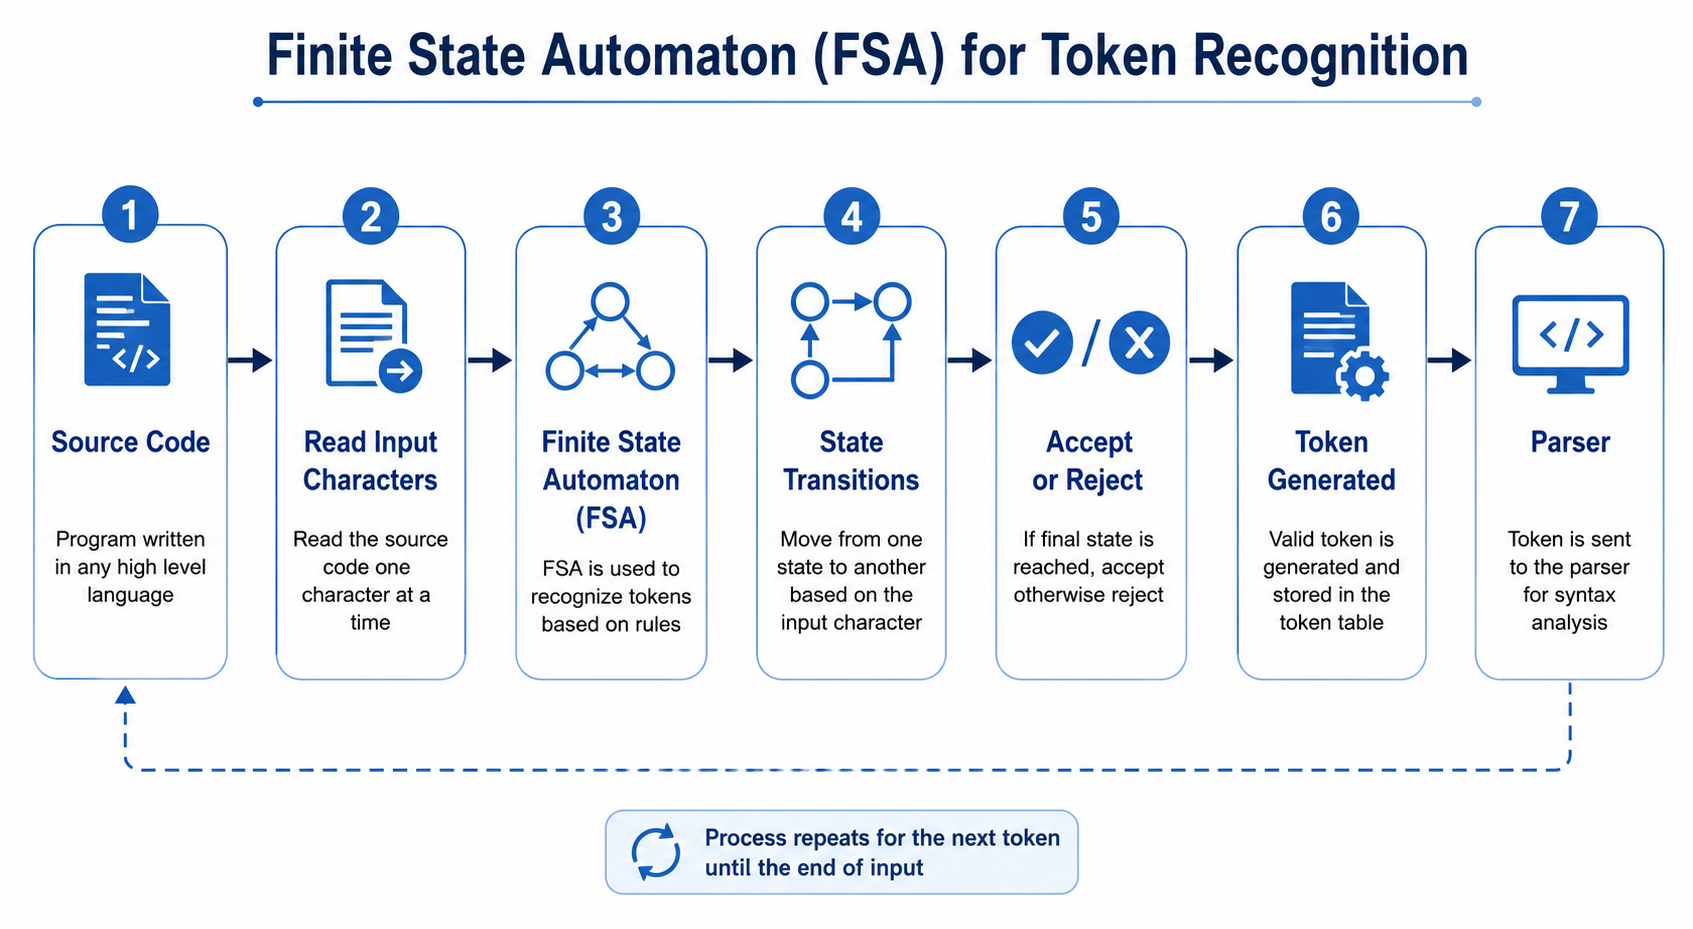 Finite State Automaton (FSA) for Token Recognition
1
</>
Source Code
Program written
in any high level
language
2
Read Input
Characters
Read the source
code one
character at a
time
3
Finite State
Automaton
(FSA)
FSA is used to
recognize tokens
based on rules
4
State
Transitions
Move from one
state to another
based on the
input character
5
/
Accept
or Reject
If final state is
reached, accept
otherwise reject
6
Token
Generated
Valid token is
generated and
stored in the
token table
7
</>
Parser
Token is sent
to the parser
for syntax
analysis
Process repeats for the next token
until the end of input